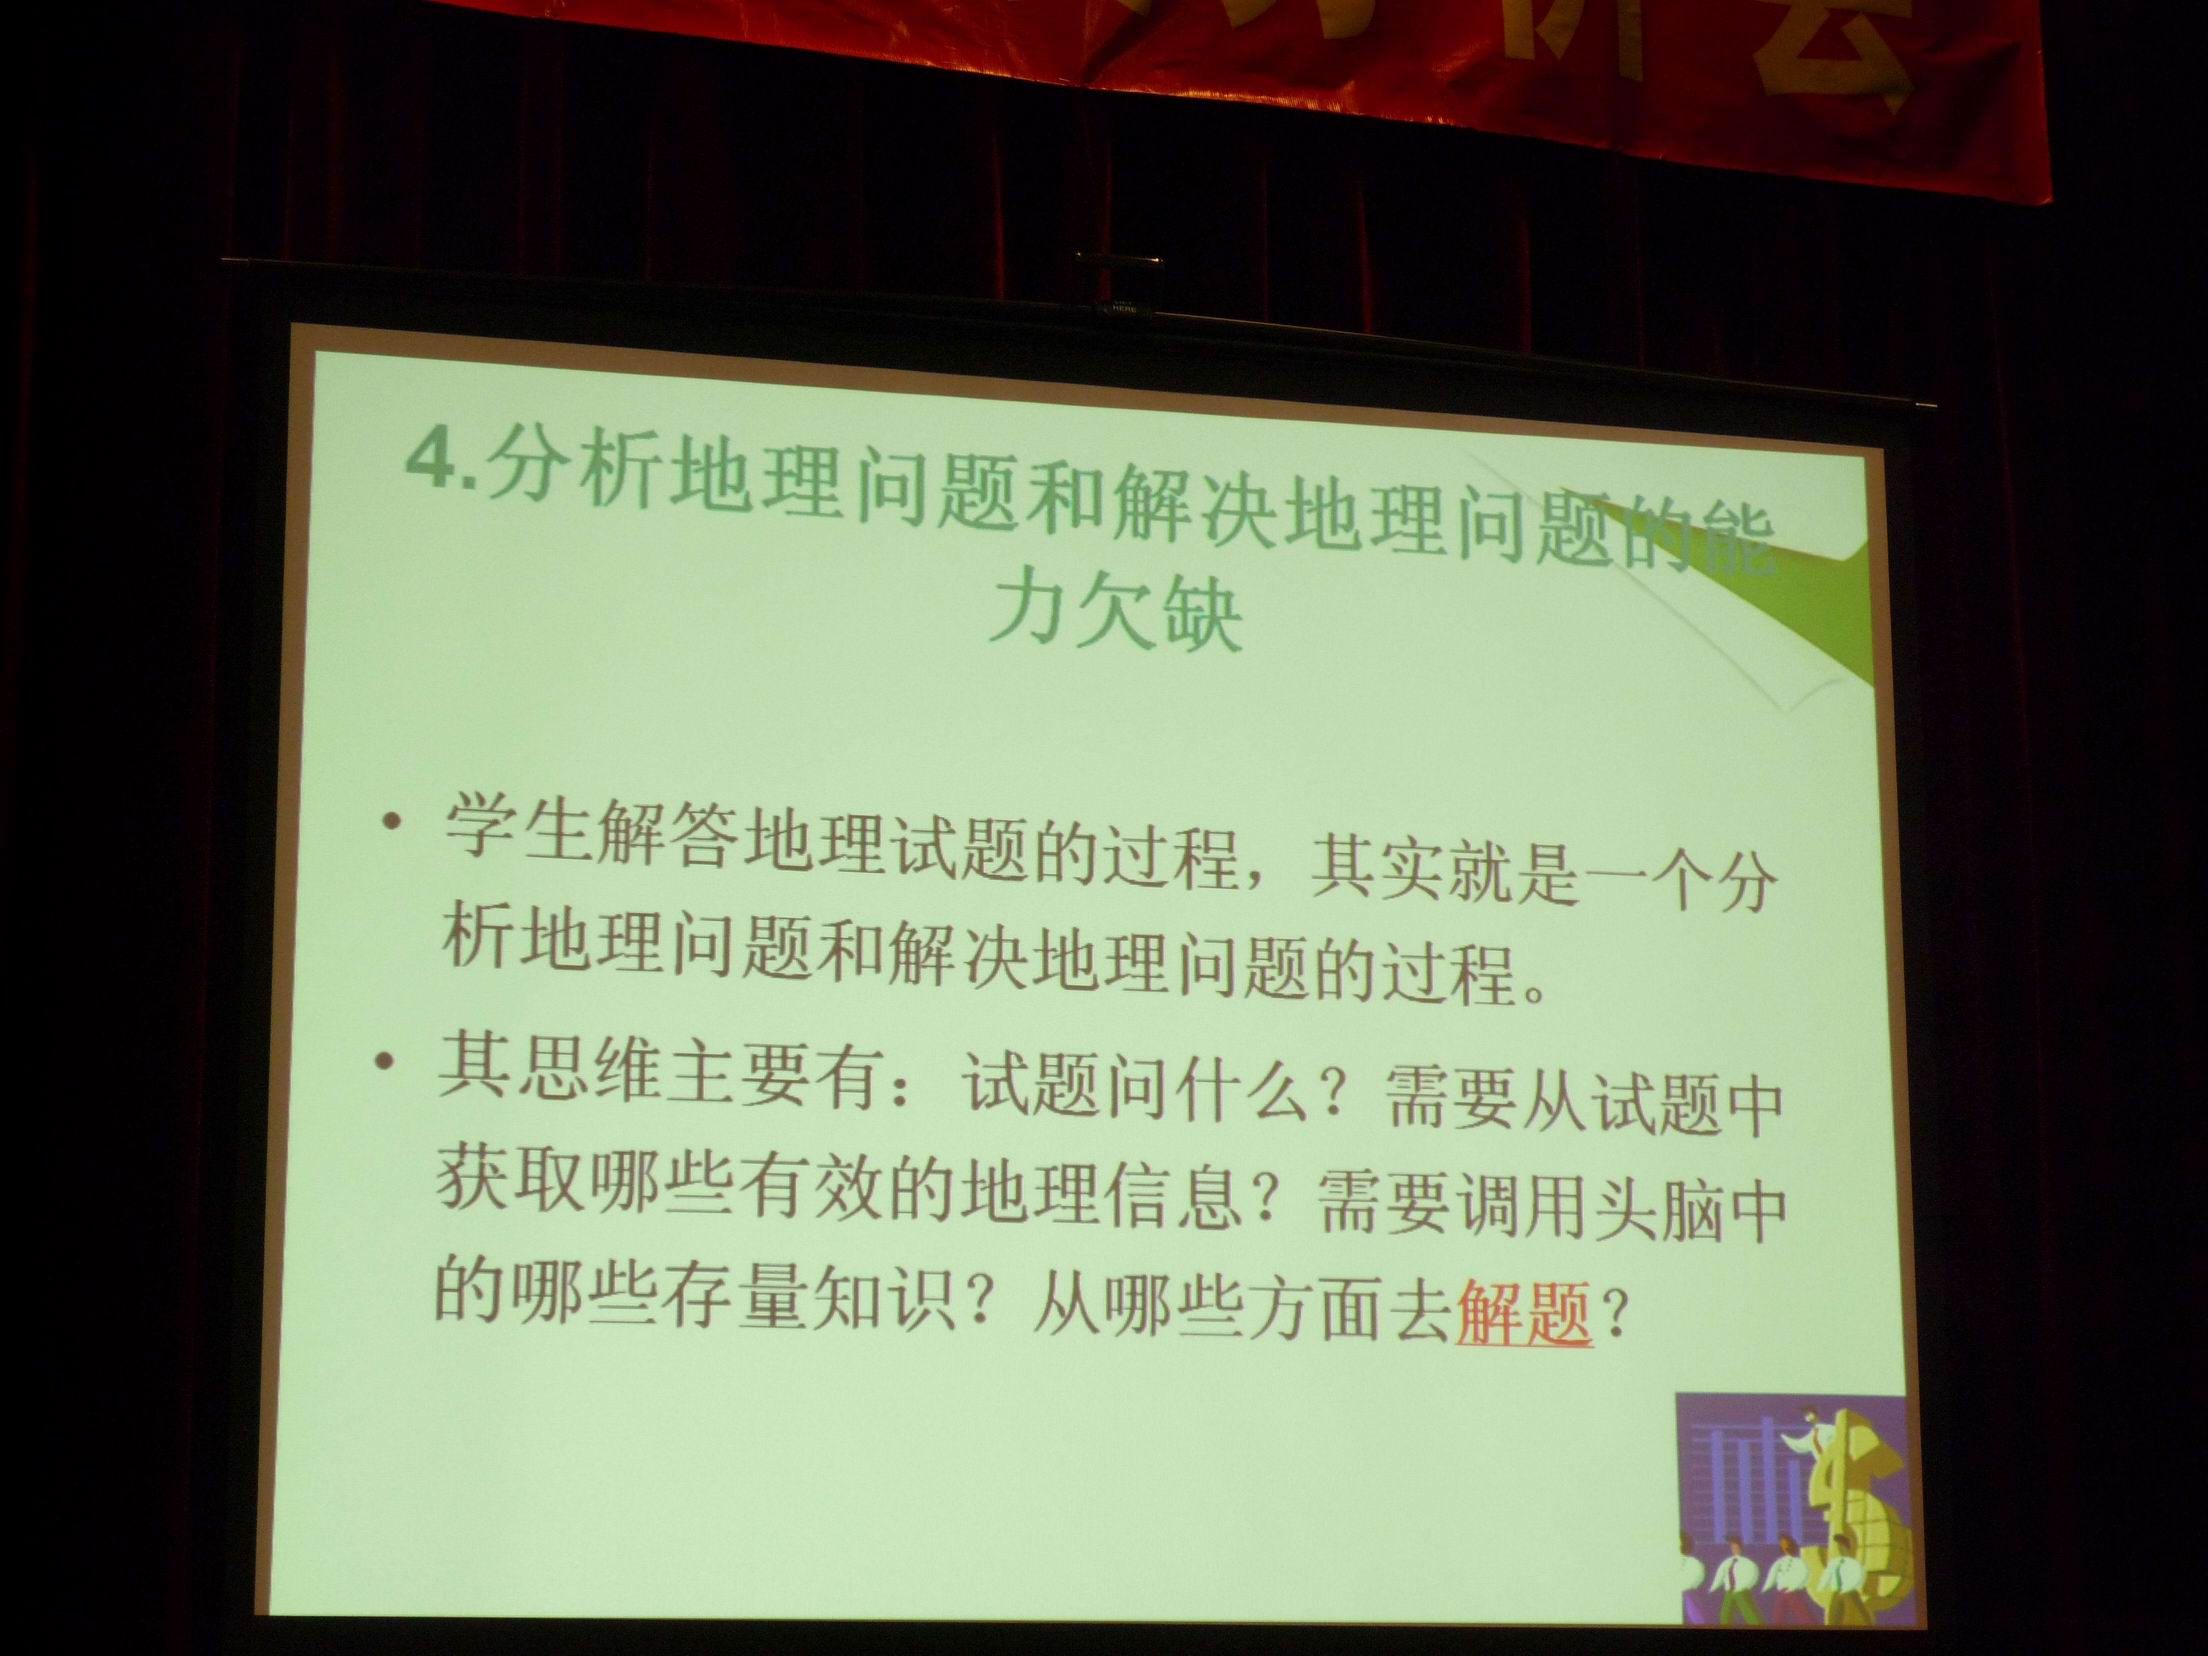 析会
4.分析地理问题和解决地理问题的能
力欠缺
• 学生解答地理试题的过程，其实就是一个分
析地理问题和解决地理问题的过程。
• 其思维主要有：试题问什么？需要从试题中
获取哪些有效的地理信息？需要调用头脑中
的哪些存量知识？从哪些方面去解题？